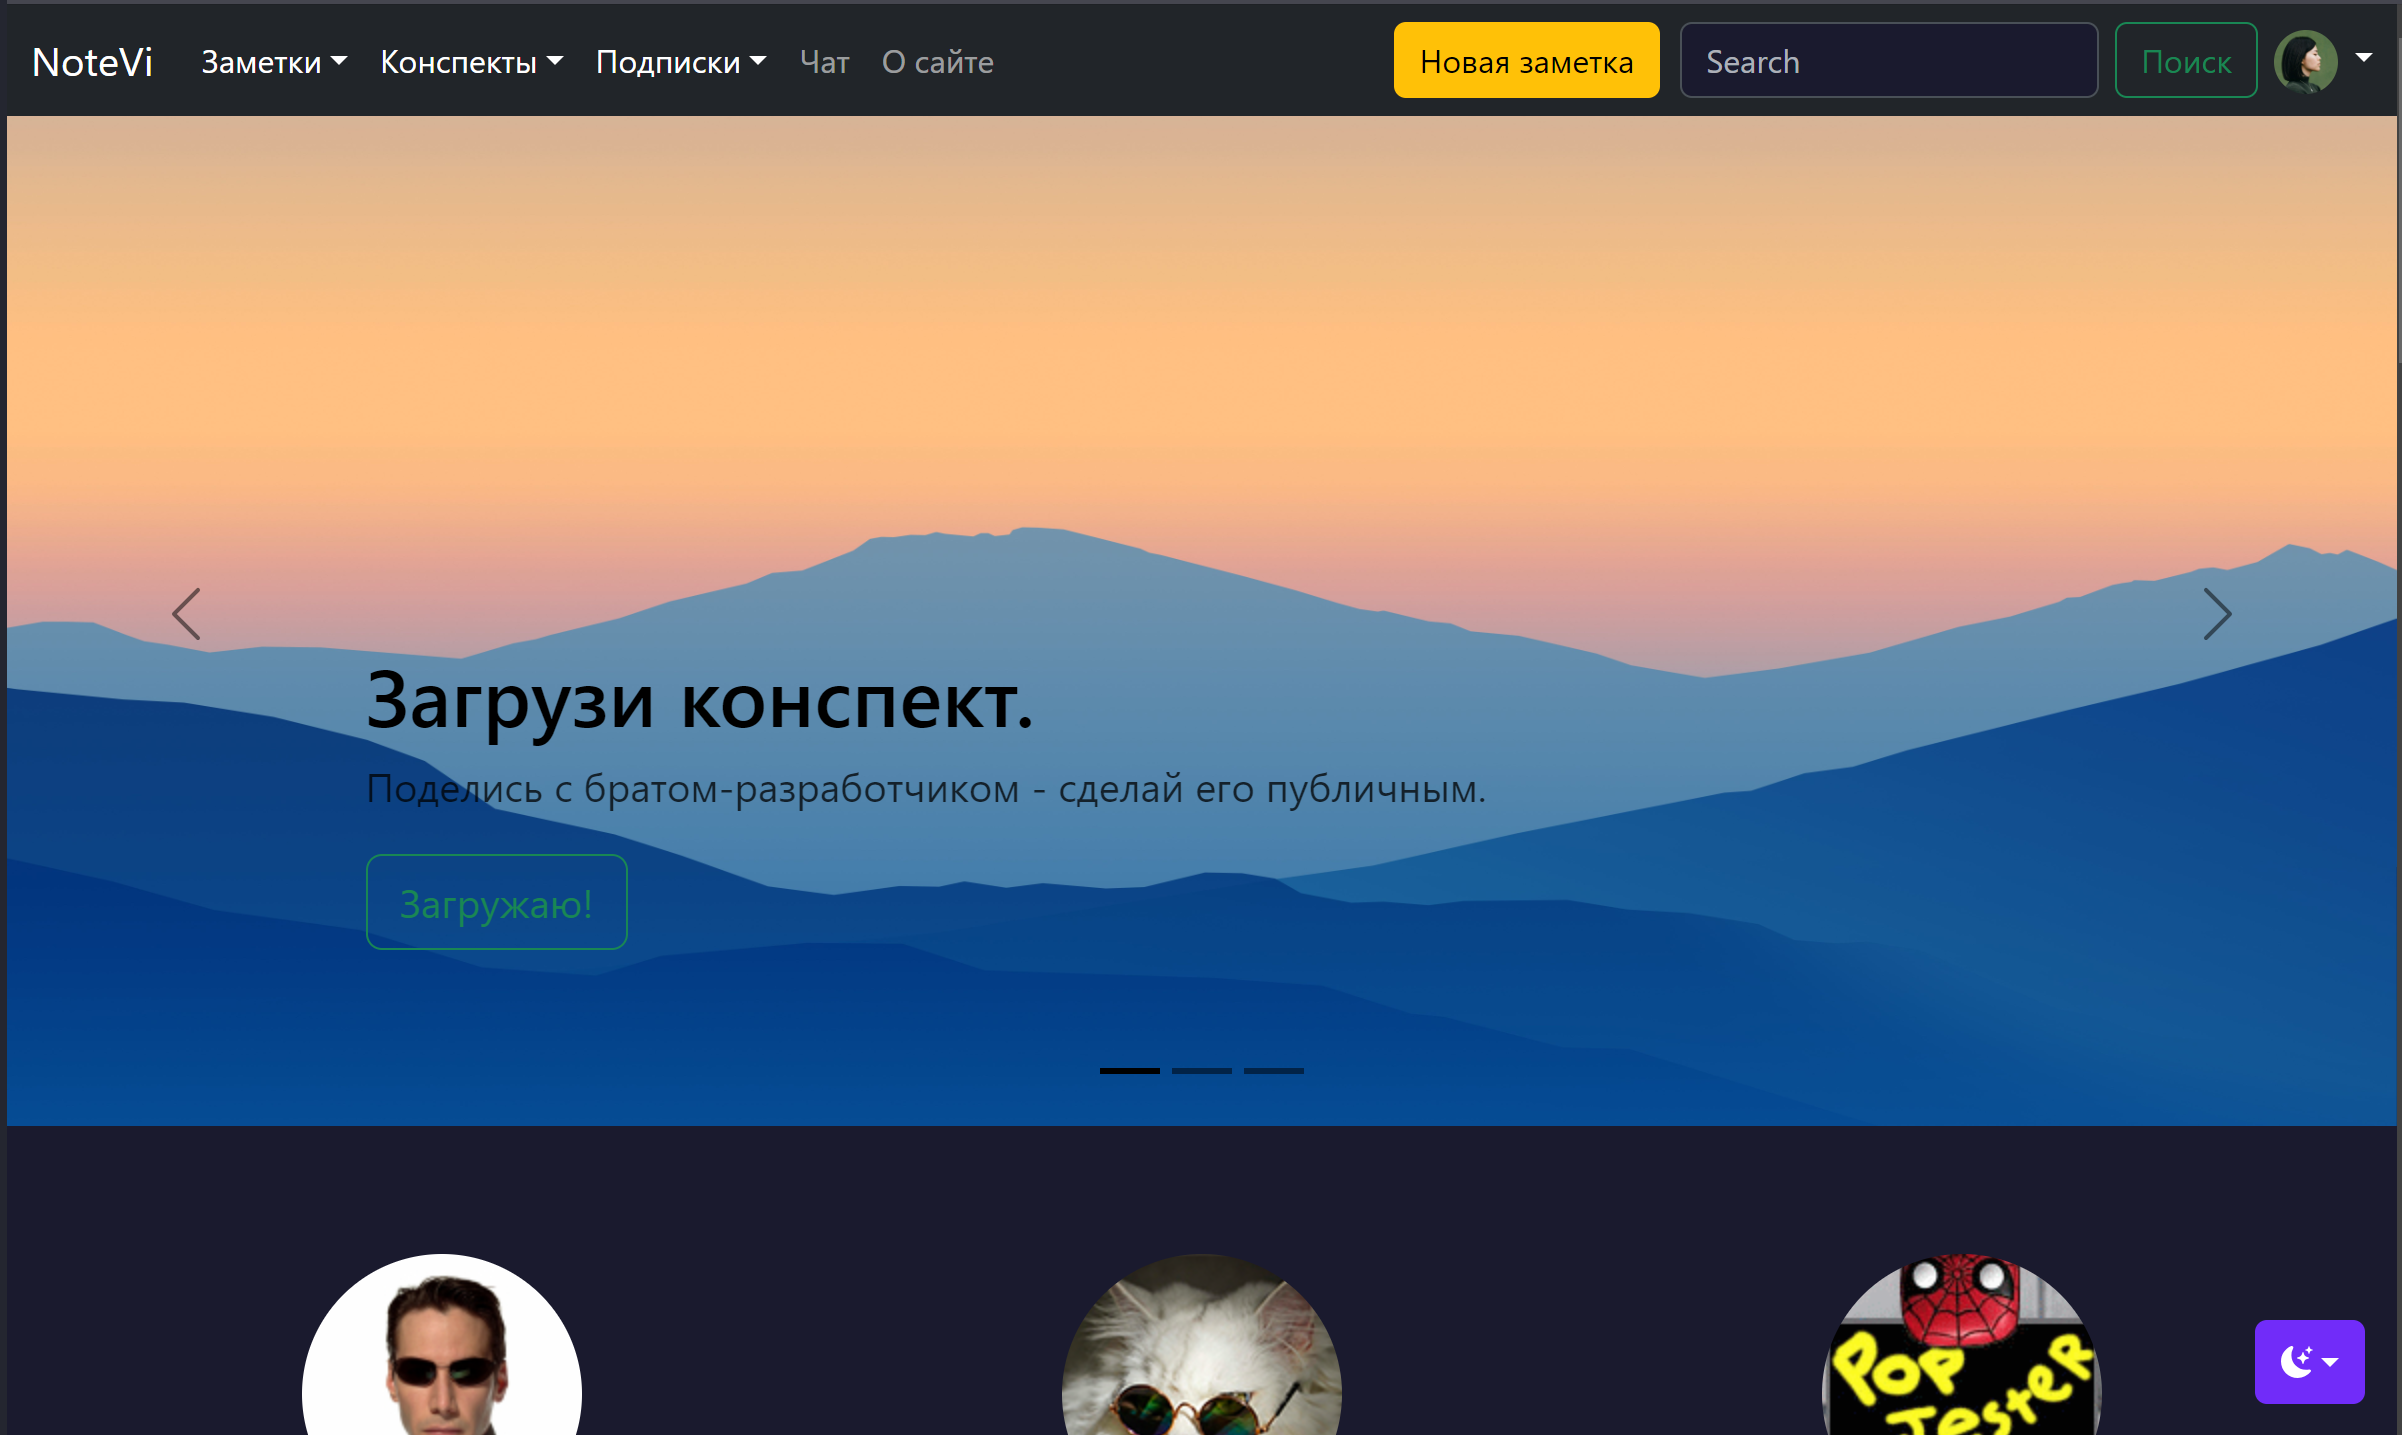 NoteVi Заметки Конспекты Подписки Чат О сайте Новая заметка Search Поиск
Загрузи конспект.
Поделись с братом-разработчиком - сделай его публичным.
Загружаю!
POP
JesteR